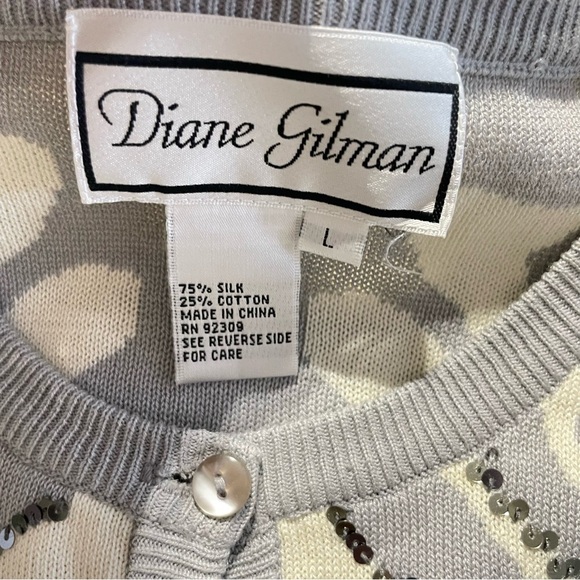 Diane Gilman
L
75% SILK
25% COTTON
MADE IN CHINA
RN 92309
SEE REVERSE SIDE
FOR CARE